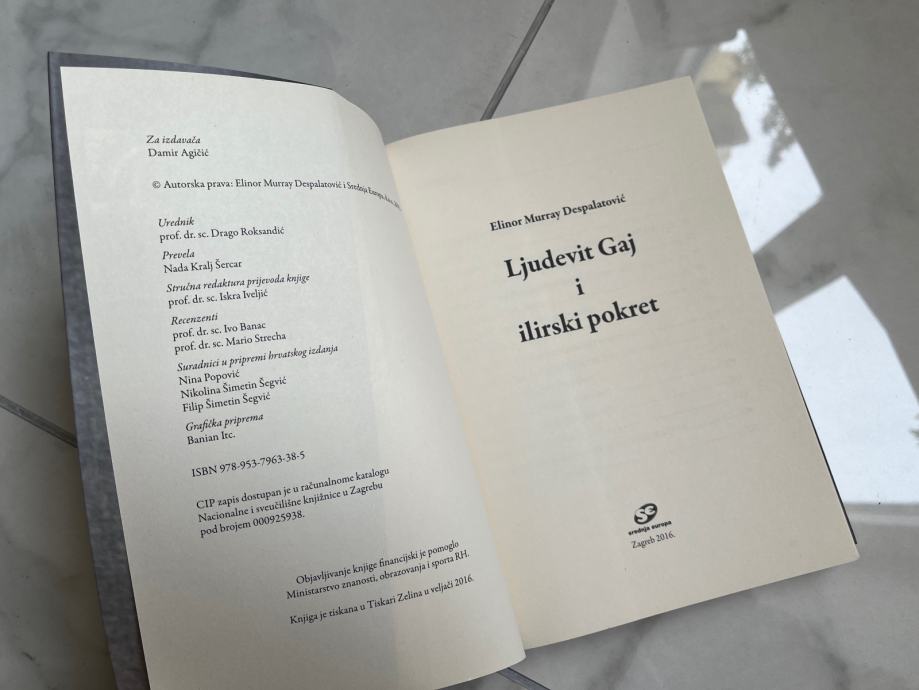 Za izdavača
Damir Agičić
© Autorska prava: Elinor Murray Despalatović i Srednja Europa d.o.o.
Urednik
prof. dr. sc. Drago Roksandić
Prevela
Nada Kralj Šercar
Stručna redaktura prijevoda knjige
prof. dr. sc. Iskra Iveljić
Recenzenti
prof. dr. sc. Ivo Banac
prof. dr. sc. Mario Strecha
Suradnici u pripremi hrvatskog izdanja
Nina Popović
Nikolina Šimetin Šegvić
Filip Šimetin Šegvić
Grafička priprema
Banian Itc.
ISBN 978-953-7963-38-5
CIP zapis dostupan je u računalnome katalogu
Nacionalne i sveučilišne knjižnice u Zagrebu
pod brojem 000925938.
Objavljivanje knjige financijski je pomoglo
Ministarstvo znanosti, obrazovanja i sporta RH.
Knjiga je tiskana u Tiskari Zelina u veljači 2016.
Elinor Murray Despalatović
Ljudevit Gaj
i
ilirski pokret
se
srednja europa
Zagreb 2016.